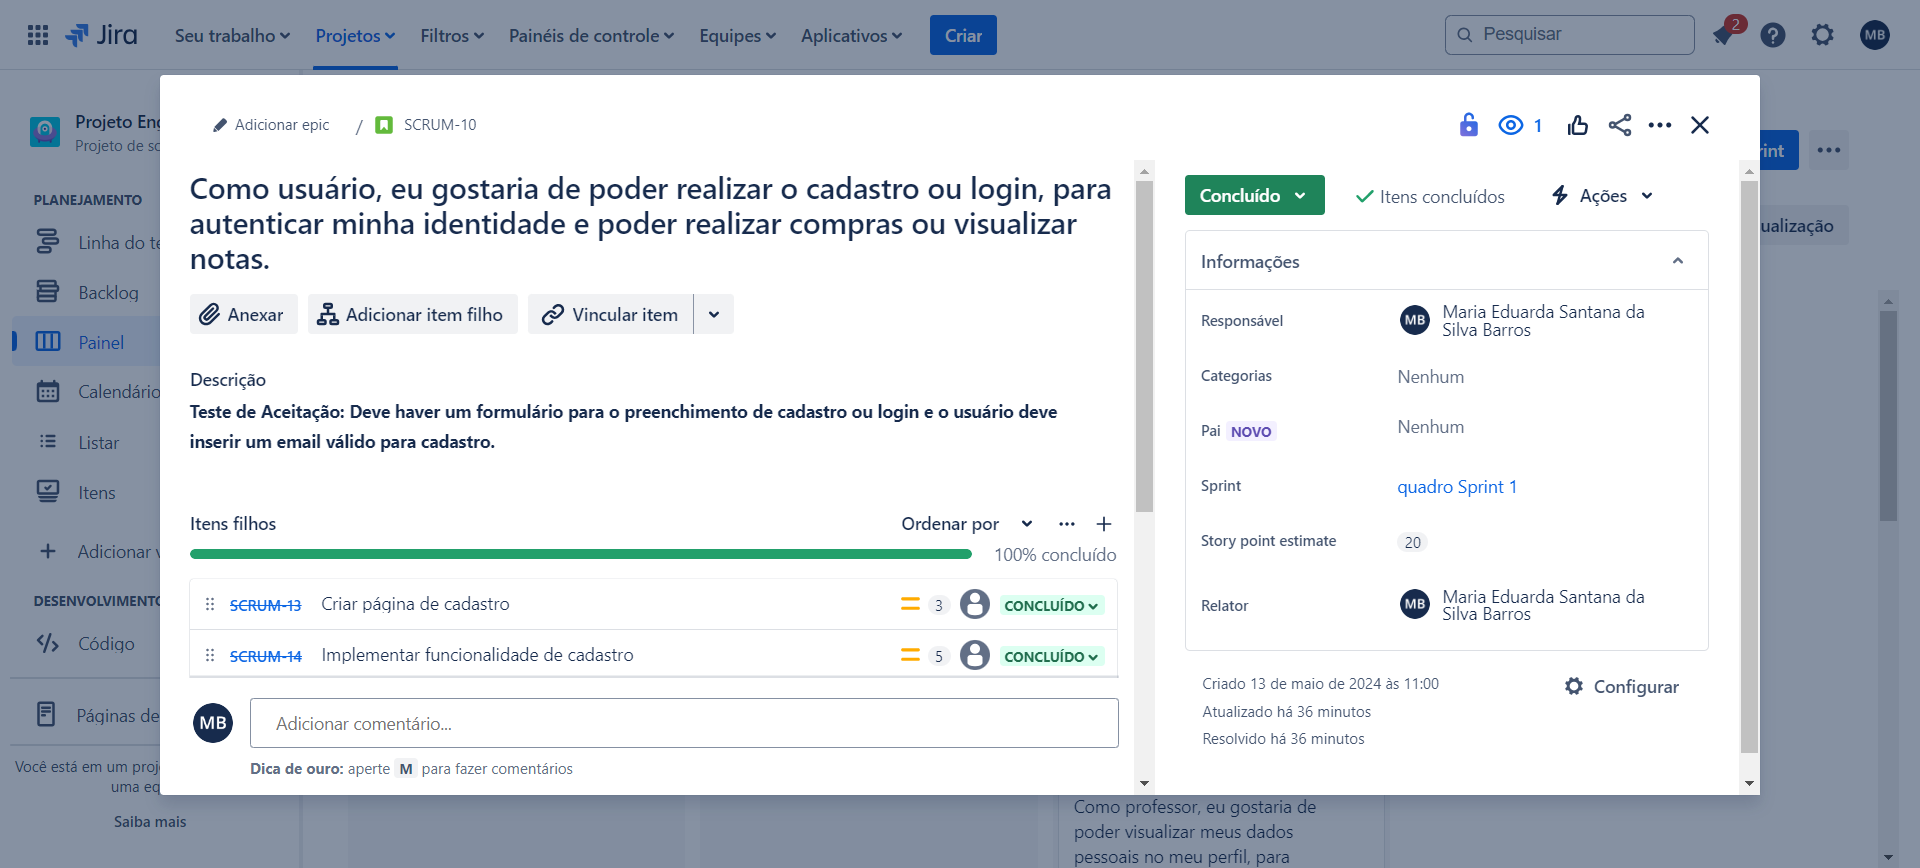 Jira
Seu trabalho
Projetos
Filtros
Painéis de controle
Equipes
Aplicativos
Criar
Pesquisar
2
MB
Projeto Eng
Projeto de so
PLANEJAMENTO
Linha do te
Backlog
Painel
Calendário
Listar
Itens
Adicionar v
DESENVOLVIMENTO
Código
Páginas de
Você está em um proj
uma eq
Saiba mais
Adicionar epic
/
SCRUM-10
1
Como usuário, eu gostaria de poder realizar o cadastro ou login, para
autenticar minha identidade e poder realizar compras ou visualizar
notas.
Anexar
Adicionar item filho
Vincular item
Descrição
Teste de Aceitação: Deve haver um formulário para o preenchimento de cadastro ou login e o usuário deve
inserir um email válido para cadastro.
Itens filhos
Ordenar por
100% concluído
SCRUM-13 Criar página de cadastro 3 CONCLUÍDO
SCRUM-14 Implementar funcionalidade de cadastro 5 CONCLUÍDO
MB
Adicionar comentário...
Dica de ouro: aperte M para fazer comentários
Concluído
Itens concluídos
Ações
Informações
Responsável
MB
Maria Eduarda Santana da
Silva Barros
Categorias
Nenhum
Pai NOVO
Nenhum
Sprint
quadro Sprint 1
Story point estimate
20
Relator
MB
Maria Eduarda Santana da
Silva Barros
Criado 13 de maio de 2024 às 11:00
Atualizado há 36 minutos
Resolvido há 36 minutos
Configurar
int
ualização
Como professor, eu gostaria de
poder visualizar meus dados
pessoais no meu perfil, para